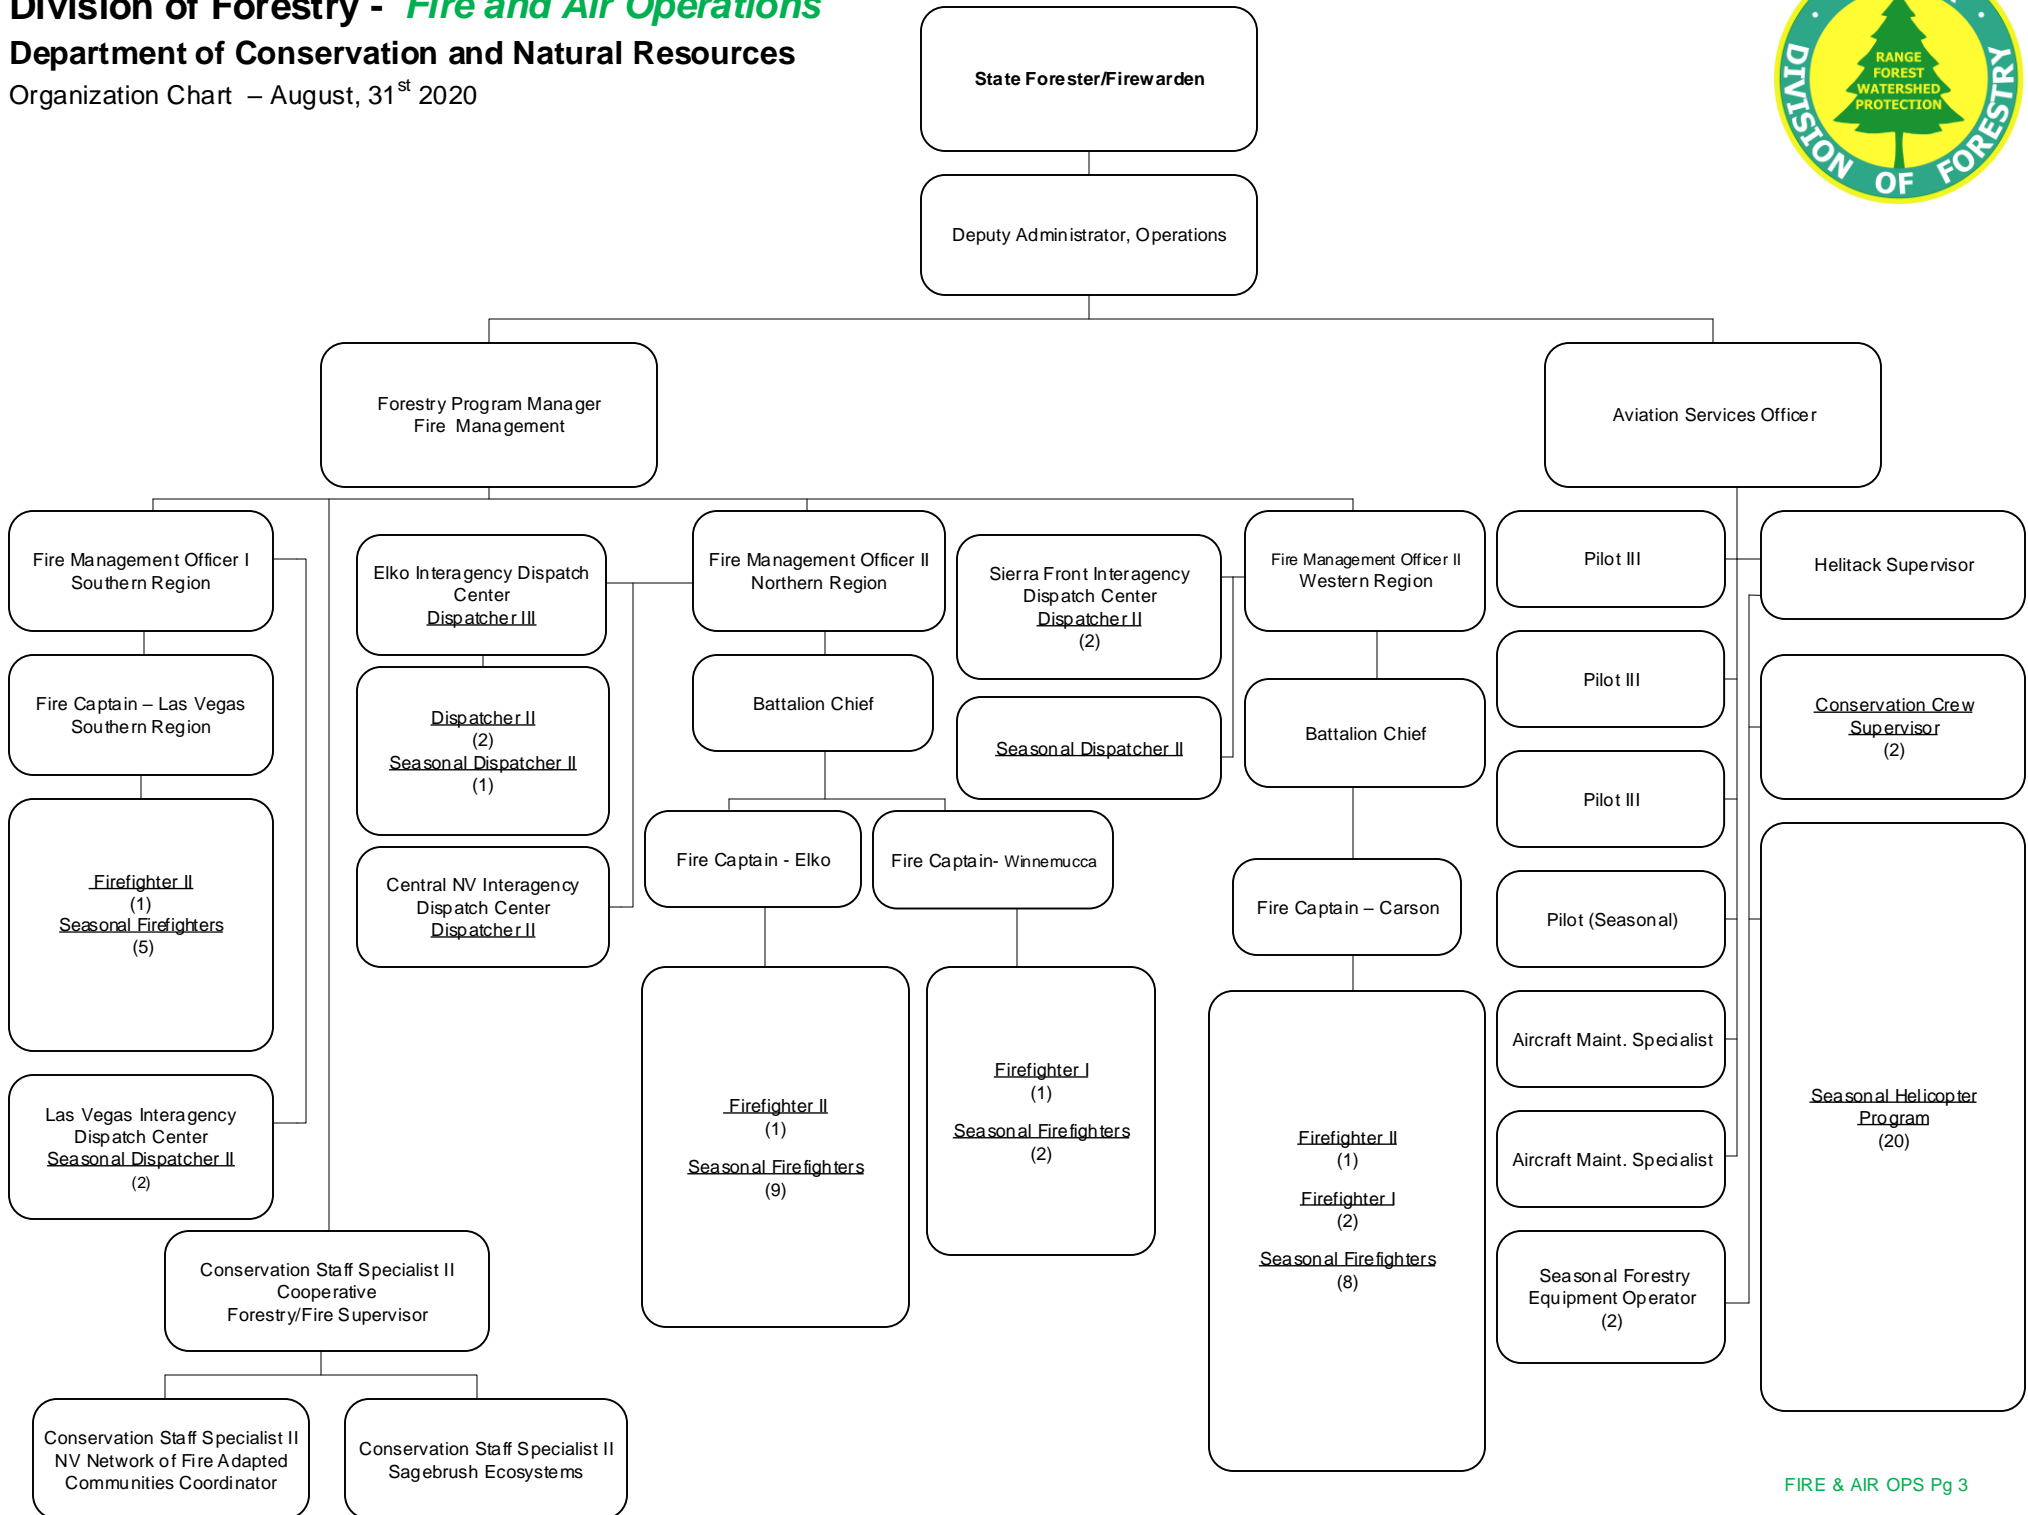 Division of Forestry - Fire and Air Operations
Department of Conservation and Natural Resources
Organization Chart – August, 31st 2020
RANGE
FOREST
WATERSHED
PROTECTION
DIVISION OF FORESTRY
State Forester/Firewarden
Deputy Administrator, Operations
Forestry Program Manager
Fire Management
Aviation Services Officer
Fire Management Officer I
Southern Region
Elko Interagency Dispatch
Center
Dispatcher III
Fire Management Officer II
Northern Region
Sierra Front Interagency
Dispatch Center
Dispatcher II
(2)
Fire Management Officer II
Western Region
Pilot III
Helitack Supervisor
Fire Captain – Las Vegas
Southern Region
Dispatcher II
(2)
Seasonal Dispatcher II
(1)
Battalion Chief
Seasonal Dispatcher II
Battalion Chief
Pilot III
Conservation Crew
Supervisor
(2)
Pilot III
Firefighter II
(1)
Seasonal Firefighters
(5)
Central NV Interagency
Dispatch Center
Dispatcher II
Fire Captain - Elko
Fire Captain- Winnemucca
Fire Captain – Carson
Pilot (Seasonal)
Aircraft Maint. Specialist
Las Vegas Interagency
Dispatch Center
Seasonal Dispatcher II
(2)
Firefighter II
(1)
Seasonal Firefighters
(9)
Firefighter I
(1)
Seasonal Firefighters
(2)
Firefighter II
(1)
Firefighter I
(2)
Seasonal Firefighters
(8)
Aircraft Maint. Specialist
Seasonal Helicopter
Program
(20)
Seasonal Forestry
Equipment Operator
(2)
Conservation Staff Specialist II
Cooperative
Forestry/Fire Supervisor
Conservation Staff Specialist II
NV Network of Fire Adapted
Communities Coordinator
Conservation Staff Specialist II
Sagebrush Ecosystems
FIRE & AIR OPS Pg 3